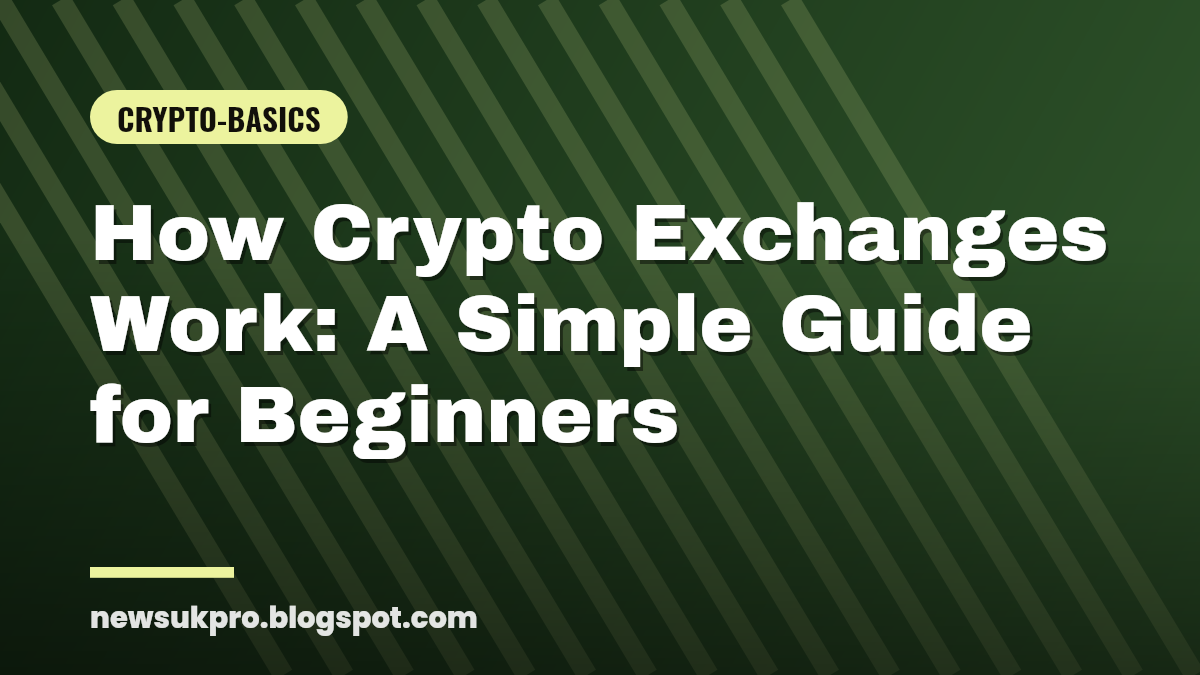 CRYPTO-BASICS
How Crypto Exchanges
Work: A Simple Guide
for Beginners
newsukpro.blogspot.com